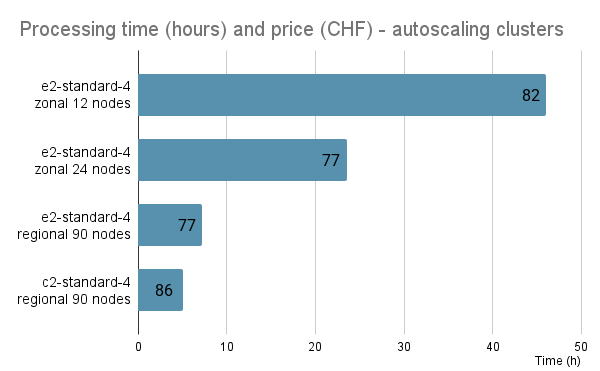 Processing time (hours) and price (CHF) - autoscaling clusters
e2-standard-4
zonal 12 nodes
82
e2-standard-4
zonal 24 nodes
77
e2-standard-4
regional 90 nodes
77
c2-standard-4
regional 90 nodes
86
0 10 20 30 40 50
Time (h)